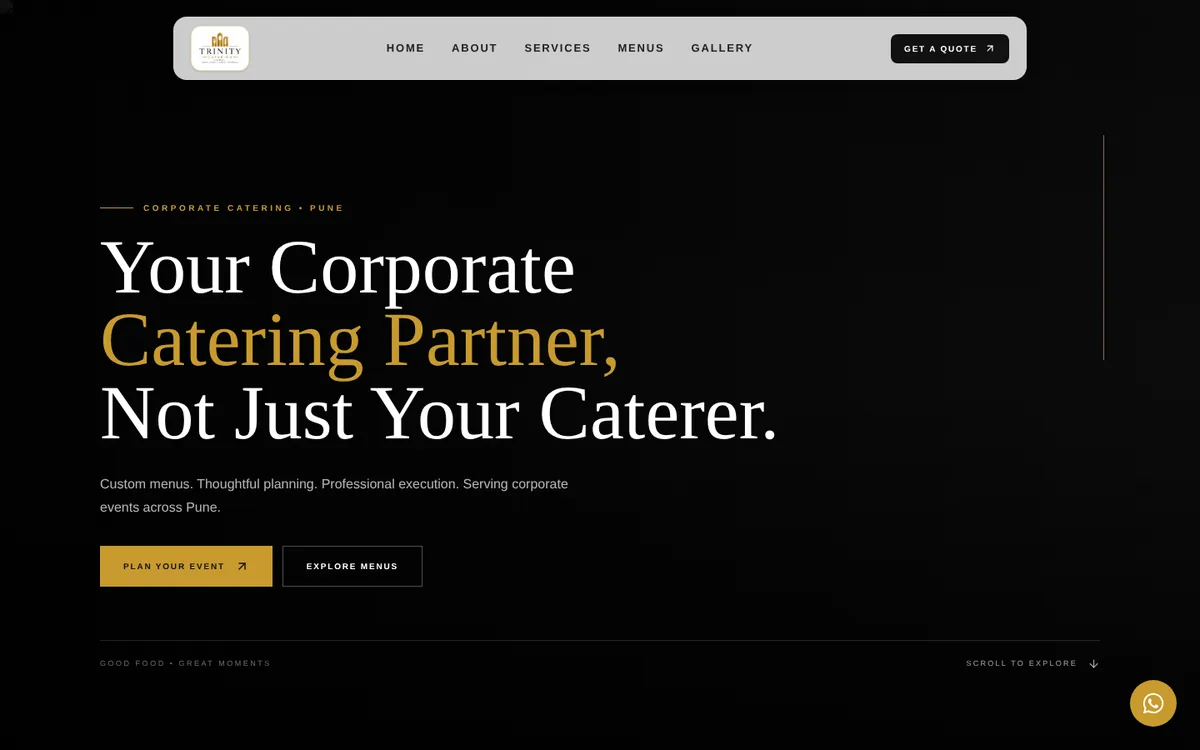 TRINITY
HOME ABOUT SERVICES MENUS GALLERY
GET A QUOTE
CORPORATE CATERING • PUNE
Your Corporate
Catering Partner,
Not Just Your Caterer.
Custom menus. Thoughtful planning. Professional execution. Serving corporate
events across Pune.
PLAN YOUR EVENT
EXPLORE MENUS
GOOD FOOD • GREAT MOMENTS
SCROLL TO EXPLORE